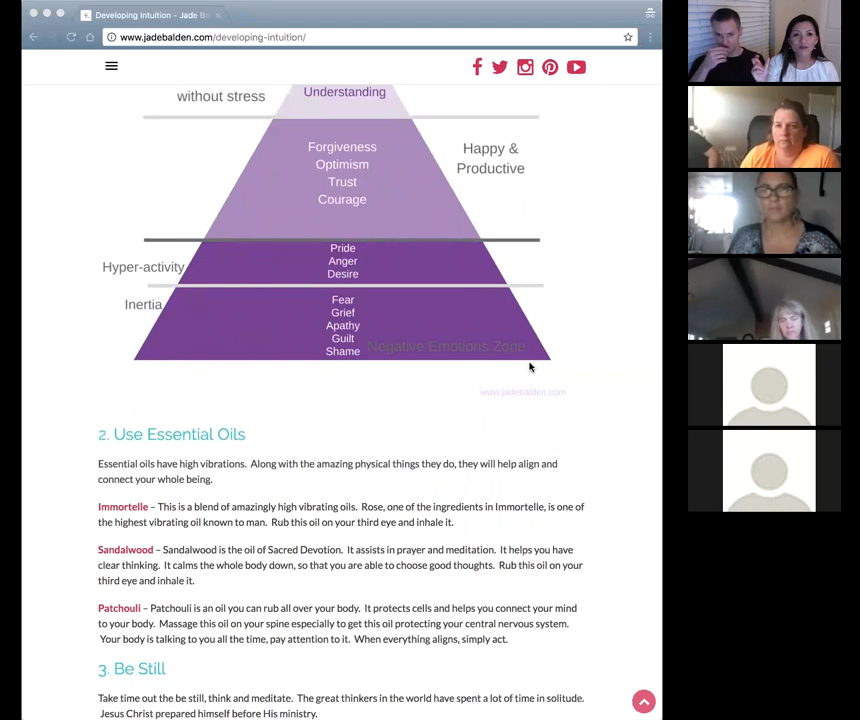 Developing Intuition - Jade B
www.jadebalden.com/developing-intuition/
without stress
Understanding
Forgiveness
Optimism
Trust
Courage
Happy &
Productive
Pride
Anger
Desire
Hyper-activity
Inertia
Fear
Grief
Apathy
Guilt
Shame
Negative Emotions Zone
www.jadebalden.com
2. Use Essential Oils
Essential oils have high vibrations.  Along with the amazing physical things they do, they will help align and
connect your whole being.
Immortelle – This is a blend of amazingly high vibrating oils.  Rose, one of the ingredients in Immortelle, is one of
the highest vibrating oil known to man.  Rub this oil on your third eye and inhale it.
Sandalwood – Sandalwood is the oil of Sacred Devotion.  It assists in prayer and meditation.  It helps you have
clear thinking.  It calms the whole body down, so that you are able to choose good thoughts.  Rub this oil on your
third eye and inhale it.
Patchouli – Patchouli is an oil you can rub all over your body.  It protects cells and helps you connect your mind
to your body.  Massage this oil on your spine especially to get this oil protecting your central nervous system.
Your body is talking to you all the time, pay attention to it.  When everything aligns, simply act.
3. Be Still
Take time out the be still, think and meditate.  The great thinkers in the world have spent a lot of time in solitude.
Jesus Christ prepared himself before His ministry.